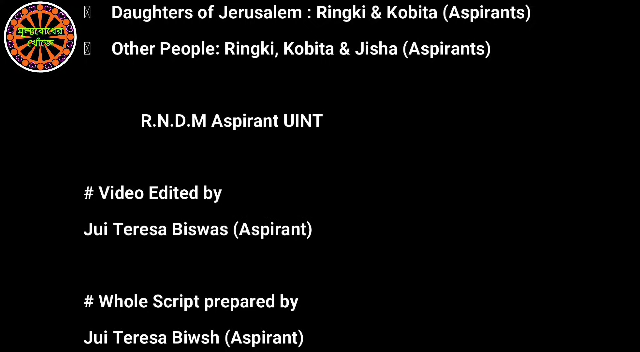 মূল্যবোধের
খোঁজে
Daughters of Jerusalem : Ringki & Kobita (Aspirants)
Other People: Ringki, Kobita & Jisha (Aspirants)
R.N.D.M Aspirant UINT
# Video Edited by
Jui Teresa Biswas (Aspirant)
# Whole Script prepared by
Jui Teresa Biwsh (Aspirant)